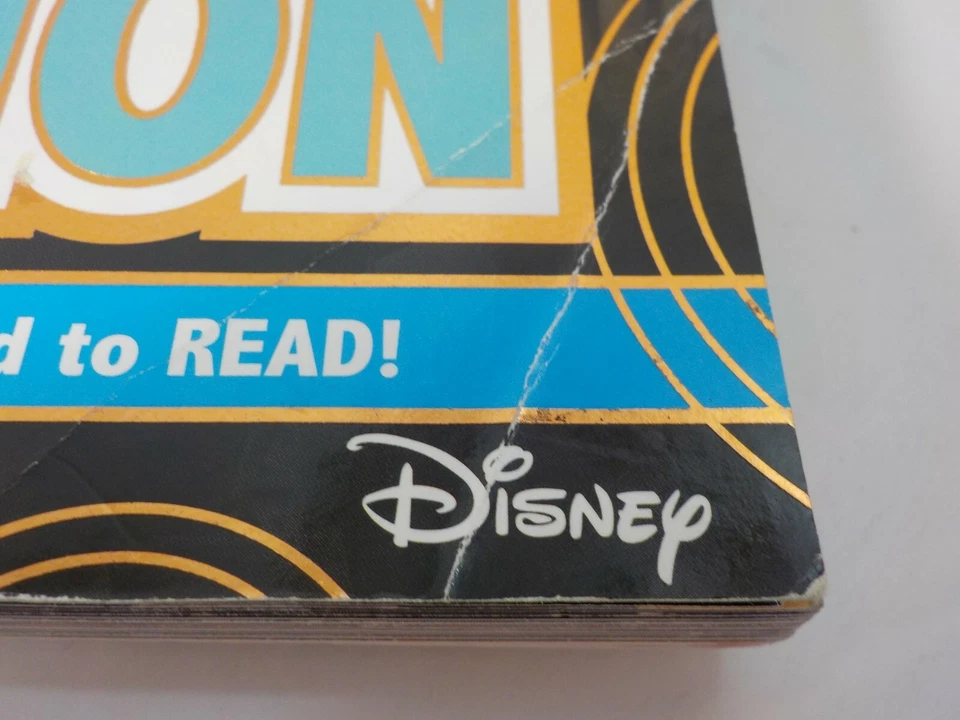 ON
d to READ!
Disney